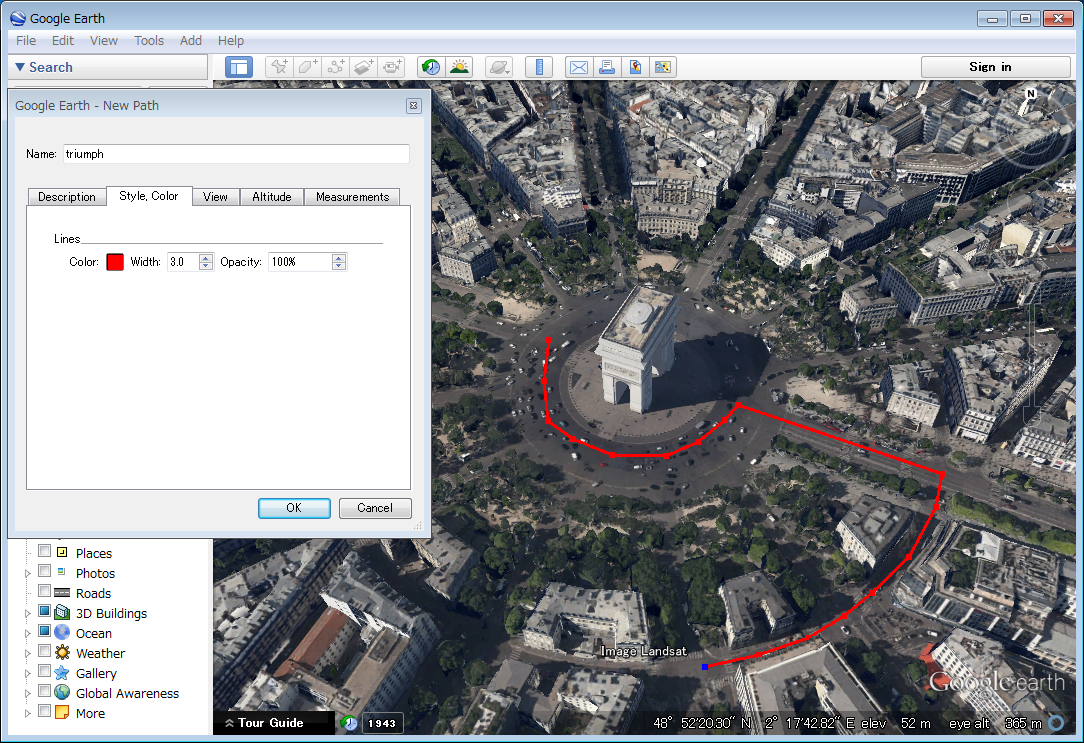 Google Earth
File Edit View Tools Add Help
Search
Sign in
Google Earth - New Path
N
Name: triumph
Description Style, Color View Altitude Measurements
Lines
Color: Width: 3.0 Opacity: 100%
OK Cancel
Places
Photos
Roads
3D Buildings
Ocean
Weather
Gallery
Global Awareness
More
Image Landsat
Google earth
Tour Guide 1943
48° 52'20.30" N 2° 17'42.82" E elev 52 m eye alt 365 m